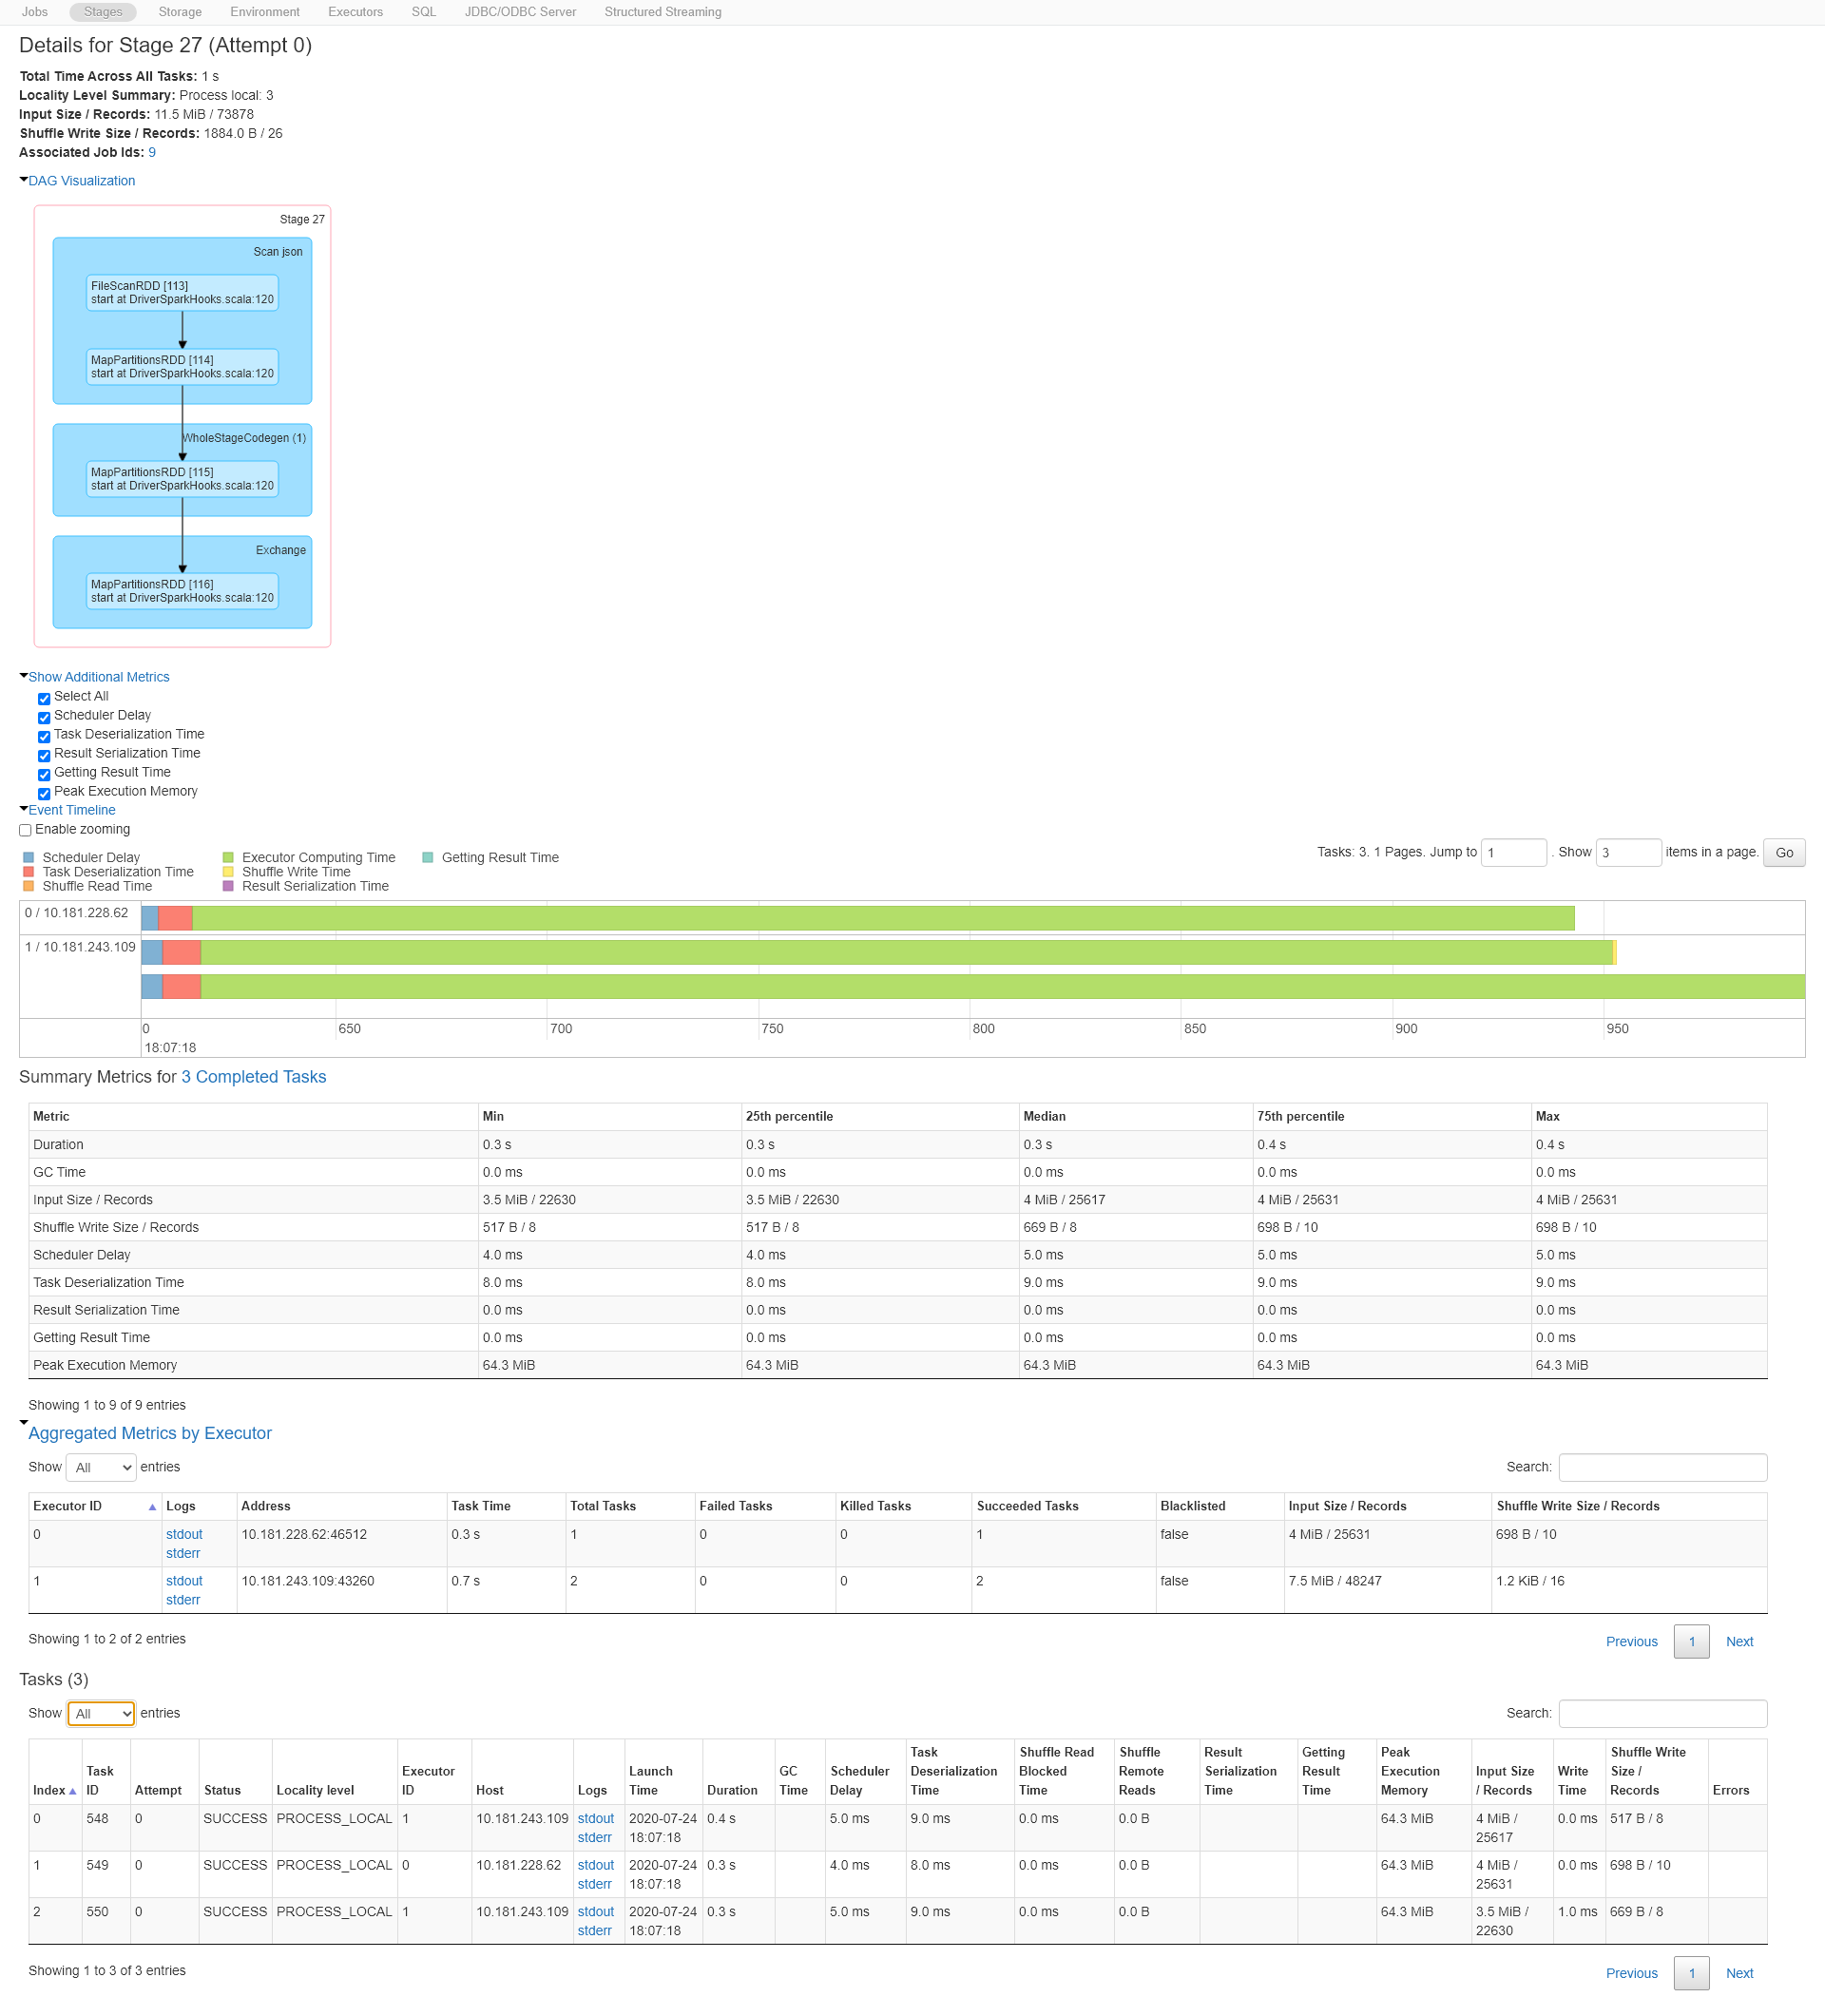 Jobs Stages Storage Environment Executors SQL JDBC/ODBC Server Structured Streaming
Details for Stage 27 (Attempt 0)
Total Time Across All Tasks: 1 s
Locality Level Summary: Process local: 3
Input Size / Records: 11.5 MiB / 73878
Shuffle Write Size / Records: 1884.0 B / 26
Associated Job Ids: 9
DAG Visualization
Stage 27
Scan json
FileScanRDD [113]
start at DriverSparkHooks.scala:120
MapPartitionsRDD [114]
start at DriverSparkHooks.scala:120
WholeStageCodegen (1)
MapPartitionsRDD [115]
start at DriverSparkHooks.scala:120
Exchange
MapPartitionsRDD [116]
start at DriverSparkHooks.scala:120
Show Additional Metrics
Select All
Scheduler Delay
Task Deserialization Time
Result Serialization Time
Getting Result Time
Peak Execution Memory
Event Timeline
Enable zooming
Tasks: 3. 1 Pages. Jump to 1 . Show 3 items in a page. Go
Scheduler Delay Executor Computing Time Getting Result Time
Task Deserialization Time Shuffle Write Time
Shuffle Read Time Result Serialization Time
0 / 10.181.228.62
1 / 10.181.243.109
0 650 700 750 800 850 900 950
18:07:18
Summary Metrics for 3 Completed Tasks
Metric Min 25th percentile Median 75th percentile Max
Duration 0.3 s 0.3 s 0.3 s 0.4 s 0.4 s
GC Time 0.0 ms 0.0 ms 0.0 ms 0.0 ms 0.0 ms
Input Size / Records 3.5 MiB / 22630 3.5 MiB / 22630 4 MiB / 25617 4 MiB / 25631 4 MiB / 25631
Shuffle Write Size / Records 517 B / 8 517 B / 8 669 B / 8 698 B / 10 698 B / 10
Scheduler Delay 4.0 ms 4.0 ms 5.0 ms 5.0 ms 5.0 ms
Task Deserialization Time 8.0 ms 8.0 ms 9.0 ms 9.0 ms 9.0 ms
Result Serialization Time 0.0 ms 0.0 ms 0.0 ms 0.0 ms 0.0 ms
Getting Result Time 0.0 ms 0.0 ms 0.0 ms 0.0 ms 0.0 ms
Peak Execution Memory 64.3 MiB 64.3 MiB 64.3 MiB 64.3 MiB 64.3 MiB
Showing 1 to 9 of 9 entries
Aggregated Metrics by Executor
Show All entries Search:
Executor ID Logs Address Task Time Total Tasks Failed Tasks Killed Tasks Succeeded Tasks Blacklisted Input Size / Records Shuffle Write Size / Records
0 stdout 10.181.228.62:46512 0.3 s 1 0 0 1 false 4 MiB / 25631 698 B / 10
stderr
1 stdout 10.181.243.109:43260 0.7 s 2 0 0 2 false 7.5 MiB / 48247 1.2 KiB / 16
stderr
Showing 1 to 2 of 2 entries
Previous 1 Next
Tasks (3)
Show All entries Search:
Task Shuffle Read Shuffle Result Getting Peak Shuffle Write
Task Executor Launch GC Scheduler Deserialization Blocked Remote Serialization Result Execution Input Size Write Size /
Index ID Attempt Status Locality level ID Host Logs Time Duration Time Delay Time Time Reads Time Time Memory / Records Time Records Errors
0 548 0 SUCCESS PROCESS_LOCAL 1 10.181.243.109 stdout 2020-07-24 0.4 s 5.0 ms 9.0 ms 0.0 ms 0.0 B 64.3 MiB 4 MiB / 0.0 ms 517 B / 8
stderr 18:07:18 25617
1 549 0 SUCCESS PROCESS_LOCAL 0 10.181.228.62 stdout 2020-07-24 0.3 s 4.0 ms 8.0 ms 0.0 ms 0.0 B 64.3 MiB 4 MiB / 0.0 ms 698 B / 10
stderr 18:07:18 25631
2 550 0 SUCCESS PROCESS_LOCAL 1 10.181.243.109 stdout 2020-07-24 0.3 s 5.0 ms 9.0 ms 0.0 ms 0.0 B 64.3 MiB 3.5 MiB / 1.0 ms 669 B / 8
stderr 18:07:18 22630
Showing 1 to 3 of 3 entries
Previous 1 Next